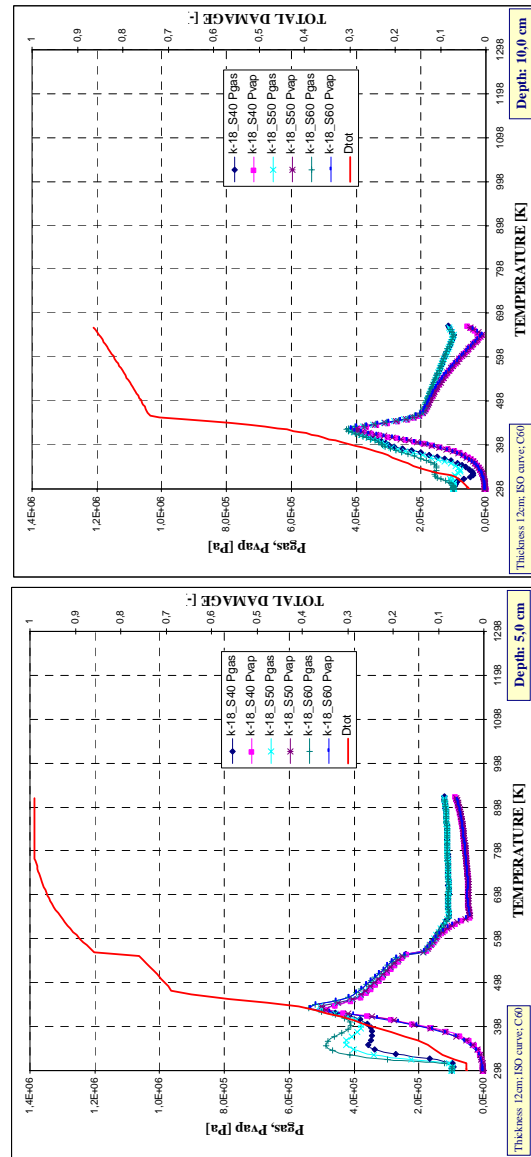 TOTAL DAMAGE [-]
0 0,1 0,2 0,3 0,4 0,5 0,6 0,7 0,8 0,9 1
1298
1198
1098
998
898
798
698
598
498
398
298
TEMPERATURE [K]
Depth: 10,0 cm
k-18_S40 Pgas
k-18_S40 Pvap
k-18_S50 Pgas
k-18_S50 Pvap
k-18_S60 Pgas
k-18_S60 Pvap
Dtot
1.4E+06 1.2E+06 1.0E+06 8.0E+05 6.0E+05 4.0E+05 2.0E+05 0.0E+00
Pgas, Pvap [Pa]
Thickness 12cm; ISO curve; C60
TOTAL DAMAGE [-]
0 0,1 0,2 0,3 0,4 0,5 0,6 0,7 0,8 0,9 1
1298
1198
1098
998
898
798
698
598
498
398
298
TEMPERATURE [K]
Depth: 5,0 cm
k-18_S40 Pgas
k-18_S40 Pvap
k-18_S50 Pgas
k-18_S50 Pvap
k-18_S60 Pgas
k-18_S60 Pvap
Dtot
1,4E+06 1,2E+06 1,0E+06 8,0E+05 6,0E+05 4,0E+05 2,0E+05 0,0E+00
Pgas, Pvap [Pa]
Thickness 12cm; ISO curve; C60